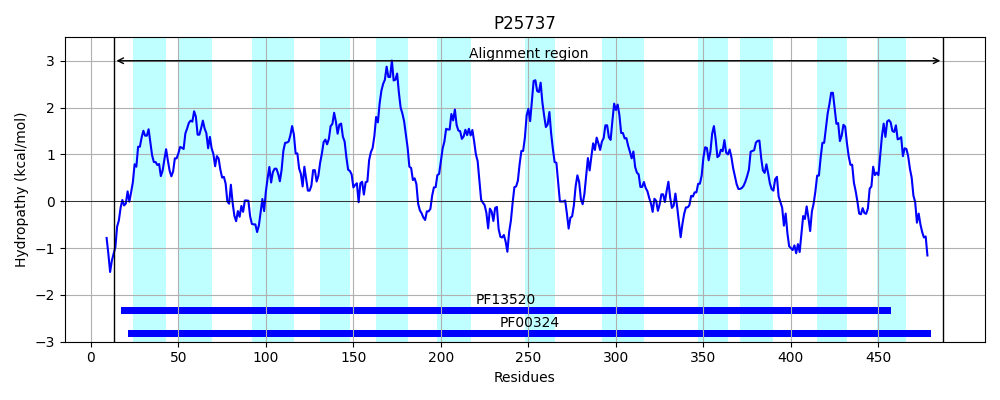 P25737
Alignment region
3
2
1
0
−1
−2
−3
Hydropathy (kcal/mol)
PF13520
PF00324
0 50 100 150 200 250 300 350 400 450
Residues